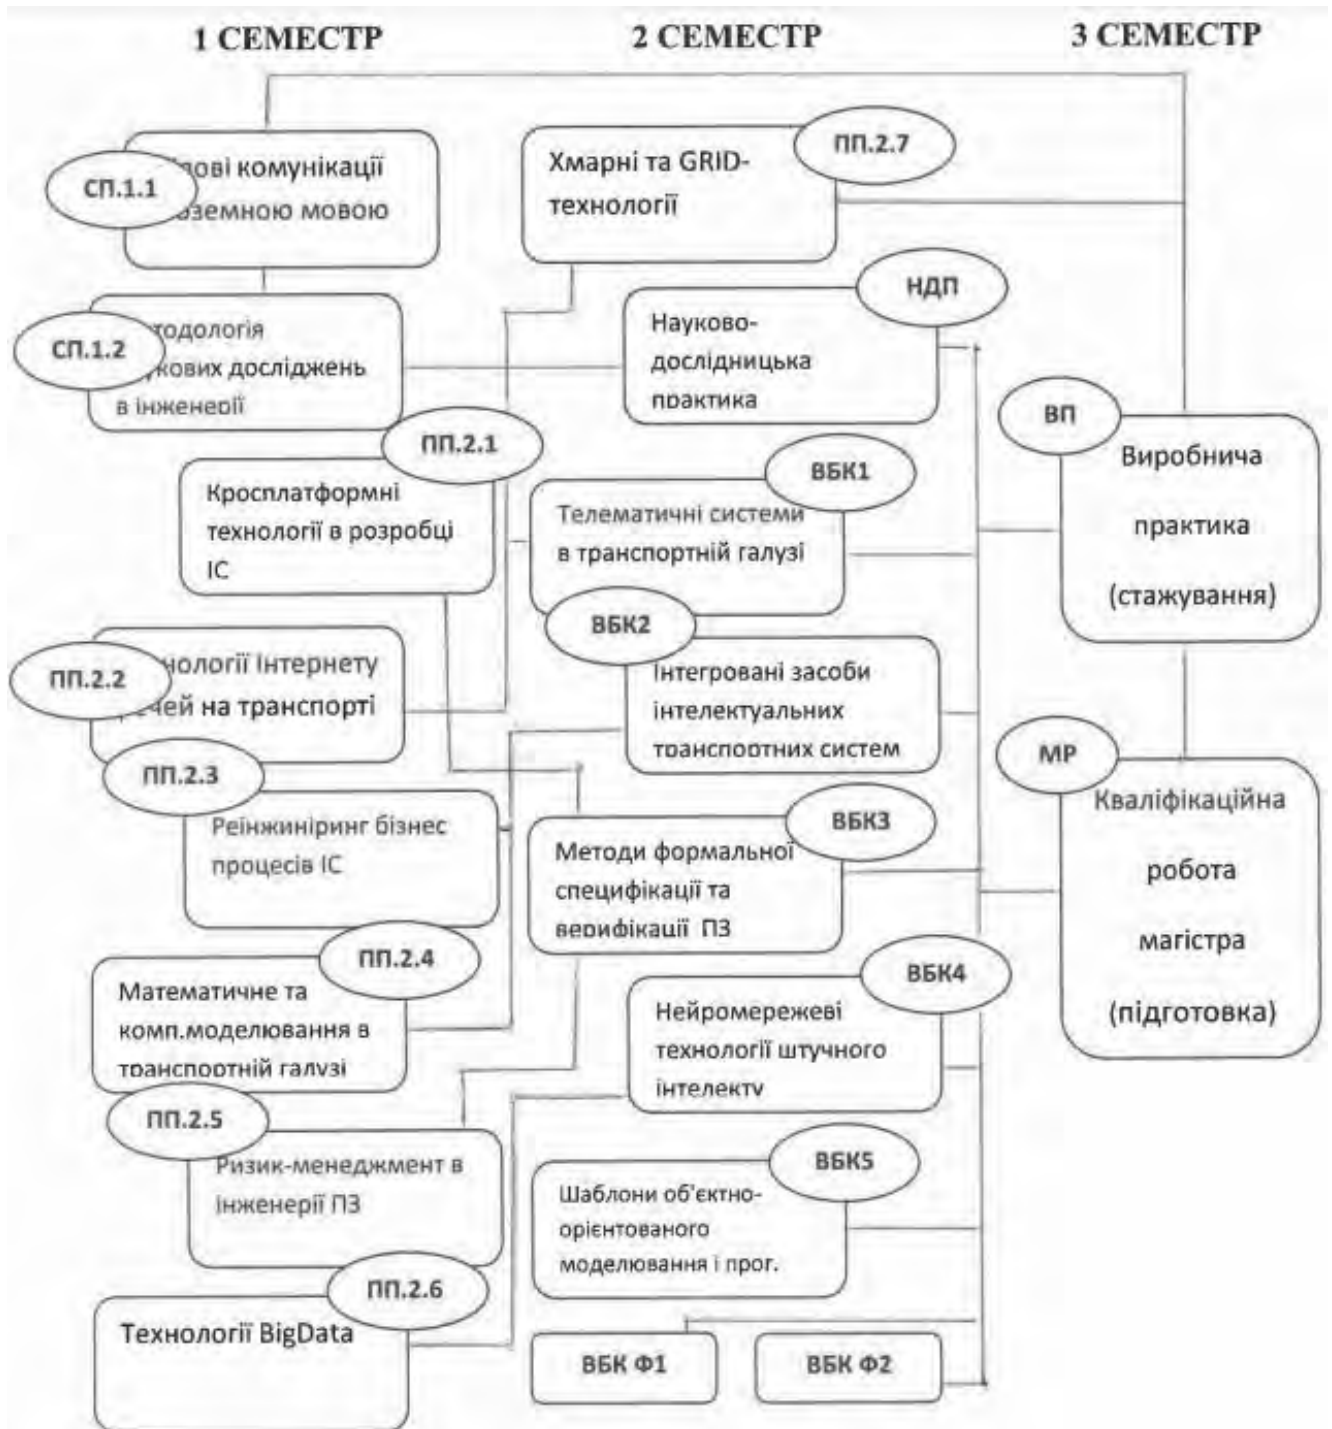 1 СЕМЕСТР
2 СЕМЕСТР
3 СЕМЕСТР
СП.1.1
лові комунікації
оземною мовою
СП.1.2
тодологія
укових досліджень
в інженерії
ПП.2.1
Кросплатформні
технології в розробці
ІС
ПП.2.2
нології Інтернету
речей на транспорті
ПП.2.3
Реінжиніринг бізнес
процесів ІС
ПП.2.4
Математичне та
комп.моделювання в
транспортній галузі
ПП.2.5
Ризик-менеджмент в
інженерії ПЗ
ПП.2.6
Технології BigData
ПП.2.7
Хмарні та GRID-
технології
НДП
Науково-
дослідницька
практика
ВБК1
Телематичні системи
в транспортній галузі
ВБК2
Інтегровані засоби
інтелектуальних
транспортних систем
ВБК3
Методи формальної
специфікації та
верифікації ПЗ
ВБК4
Нейромережеві
технології штучного
інтелекту
ВБК5
Шаблони об'єктно-
орієнтованого
моделювання і прог.
ВБК Ф1
ВБК Ф2
ВП
Виробнича
практика
(стажування)
МР
Кваліфікаційна
робота
магістра
(підготовка)